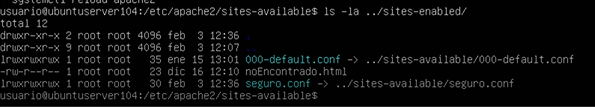 systemctl reload apache2
usuario@ubuntuserver104:/etc/apache2/sites-available$ ls -la ../sites-enabled/
total 12
drwxr-xr-x 2 root root 4096 feb  3 12:36 .
drwxr-xr-x 9 root root 4096 feb  3 12:07 ..
lrwxrwxrwx 1 root root   35 ene 15 13:01 000-default.conf -> ../sites-available/000-default.conf
-rw-r--r-- 1 root root   23 dic 16 12:10 noEncontrado.html
lrwxrwxrwx 1 root root   30 feb  3 12:36 seguro.conf -> ../sites-available/seguro.conf
usuario@ubuntuserver104:/etc/apache2/sites-available$